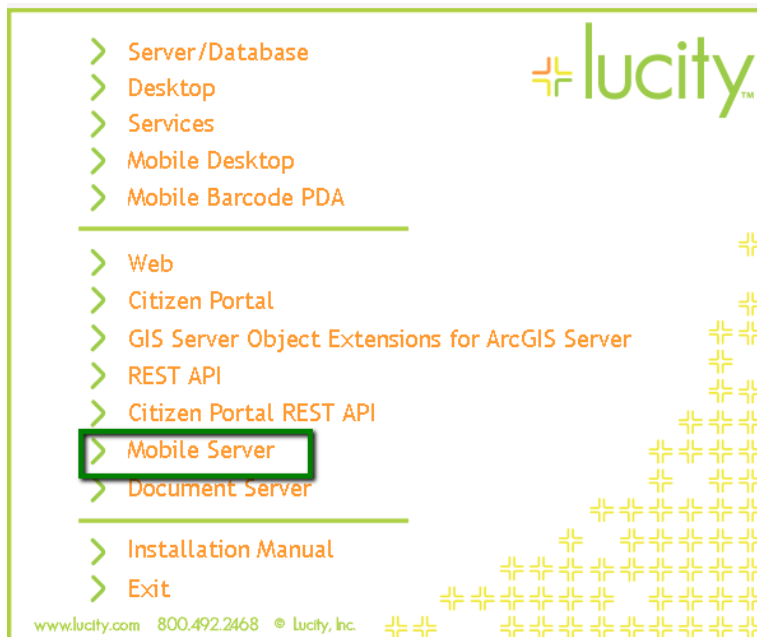 lucity™
Server/Database
Desktop
Services
Mobile Desktop
Mobile Barcode PDA
Web
Citizen Portal
GIS Server Object Extensions for ArcGIS Server
REST API
Citizen Portal REST API
Mobile Server
Document Server
Installation Manual
Exit
www.lucity.com 800.492.2468 © Lucity, Inc.